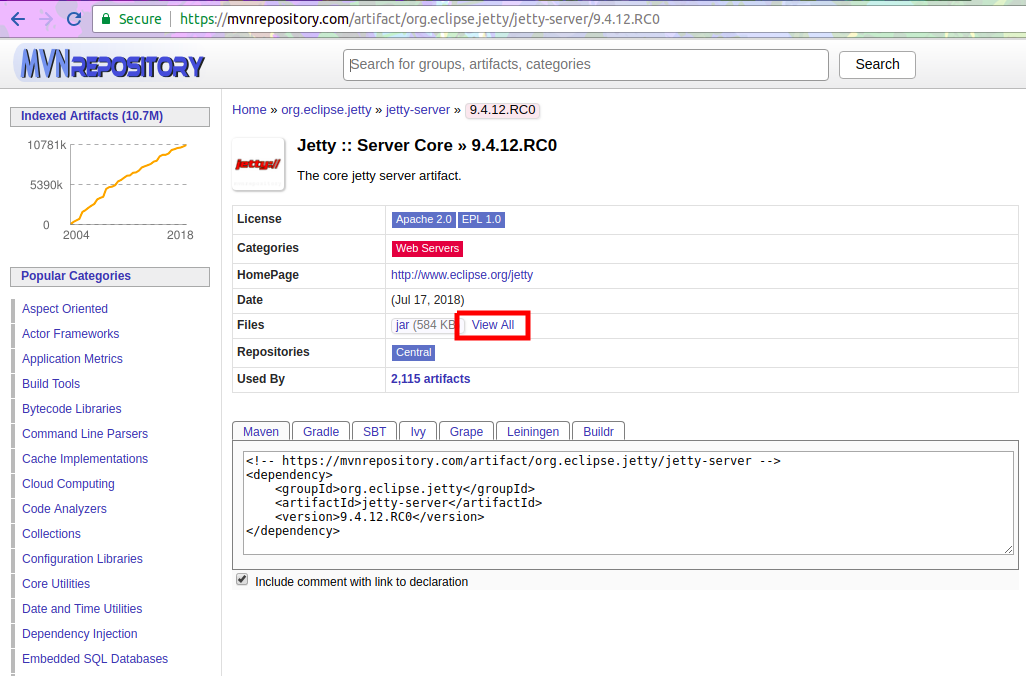 Secure | https://mvnrepository.com/artifact/org.eclipse.jetty/jetty-server/9.4.12.RC0
MVNREPOSITORY
Search for groups, artifacts, categories
Search
Indexed Artifacts (10.7M)
10781k
5390k
0
2004
2018
Popular Categories
Aspect Oriented
Actor Frameworks
Application Metrics
Build Tools
Bytecode Libraries
Command Line Parsers
Cache Implementations
Cloud Computing
Code Analyzers
Collections
Configuration Libraries
Core Utilities
Date and Time Utilities
Dependency Injection
Embedded SQL Databases
Home » org.eclipse.jetty » jetty-server » 9.4.12.RC0
jetty://
Jetty :: Server Core » 9.4.12.RC0
The core jetty server artifact.
License Apache 2.0 EPL 1.0
Categories Web Servers
HomePage http://www.eclipse.org/jetty
Date (Jul 17, 2018)
Files jar (584 KB View All
Repositories Central
Used By 2,115 artifacts
Maven Gradle SBT Ivy Grape Leiningen Buildr
<!-- https://mvnrepository.com/artifact/org.eclipse.jetty/jetty-server -->
<dependency>
    <groupId>org.eclipse.jetty</groupId>
    <artifactId>jetty-server</artifactId>
    <version>9.4.12.RC0</version>
</dependency>
Include comment with link to declaration